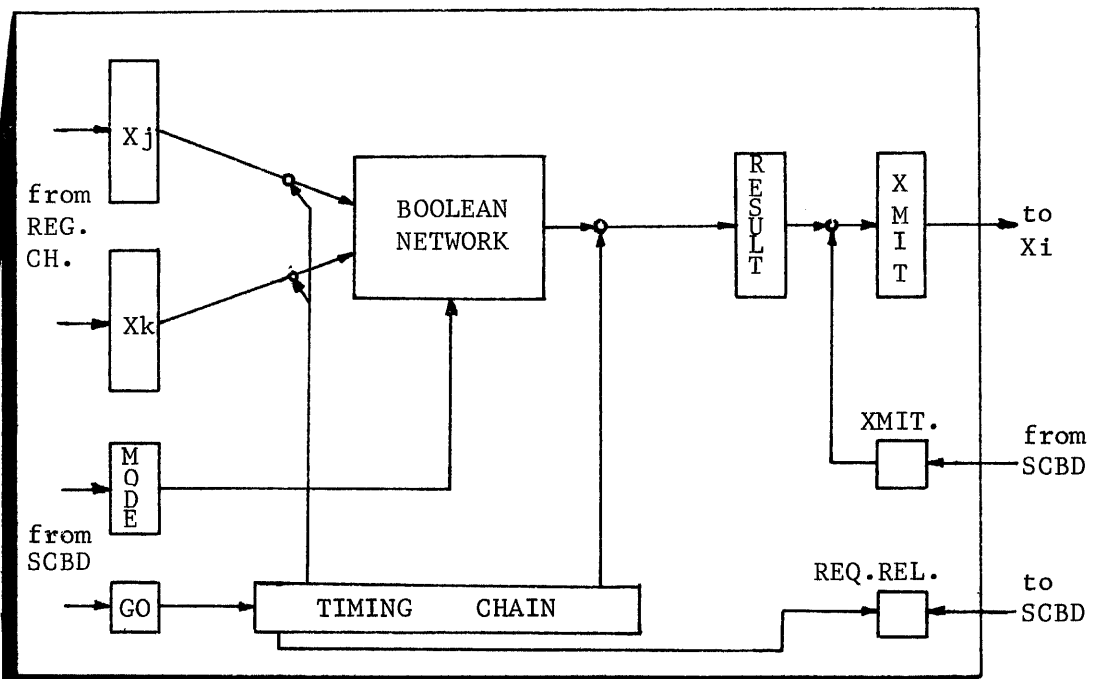 Xj
from
REG.
CH.
Xk
BOOLEAN
NETWORK
RESULT
XMIT
to
Xi
XMIT.
from
SCBD
MODE
from
SCBD
GO
TIMING CHAIN
REQ.REL.
to
SCBD